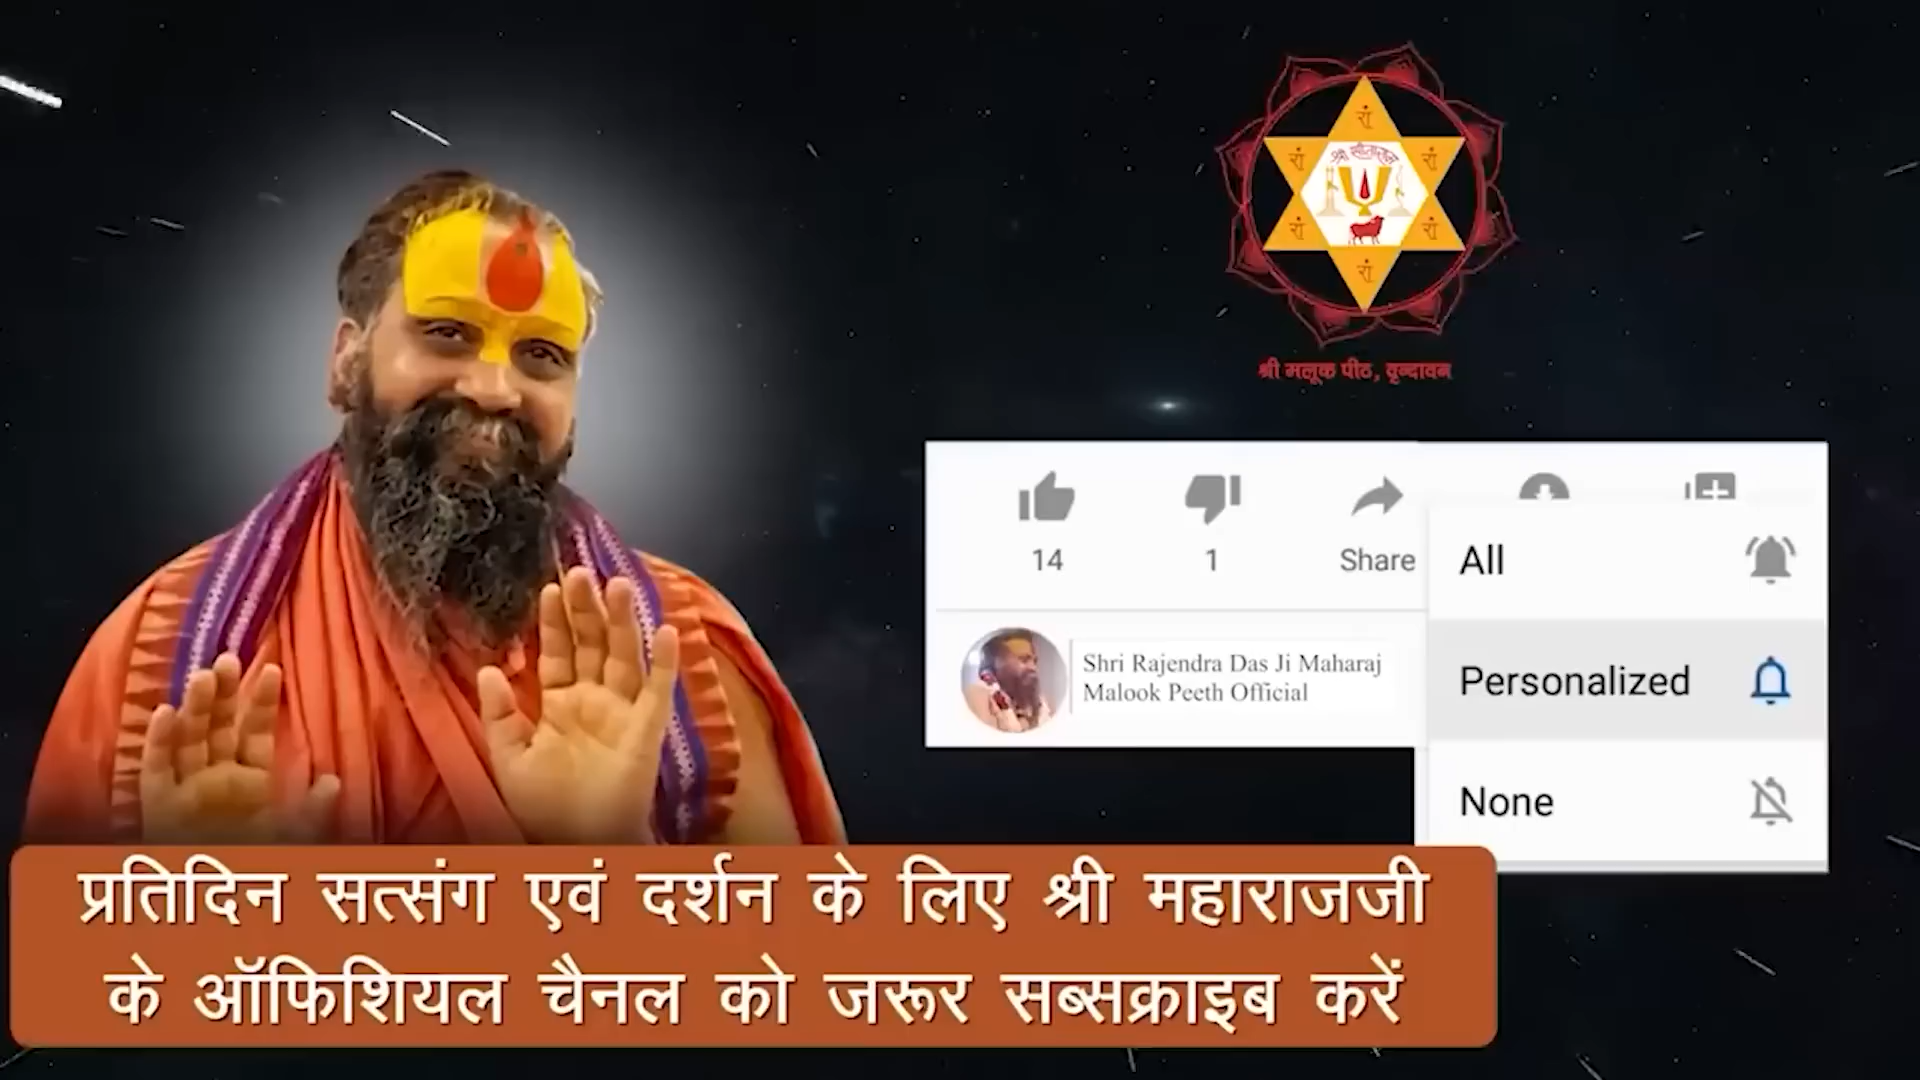 रां
रां
रां
श्री सीताराम
रां
रां
रां
श्री मलूक पीठ, वृन्दावन
14
1
Share
All
Personalized
None
Shri Rajendra Das Ji Maharaj
Malook Peeth Official
प्रतिदिन सत्संग एवं दर्शन के लिए श्री महाराजजी
के ऑफिशियल चैनल को जरूर सब्सक्राइब करें